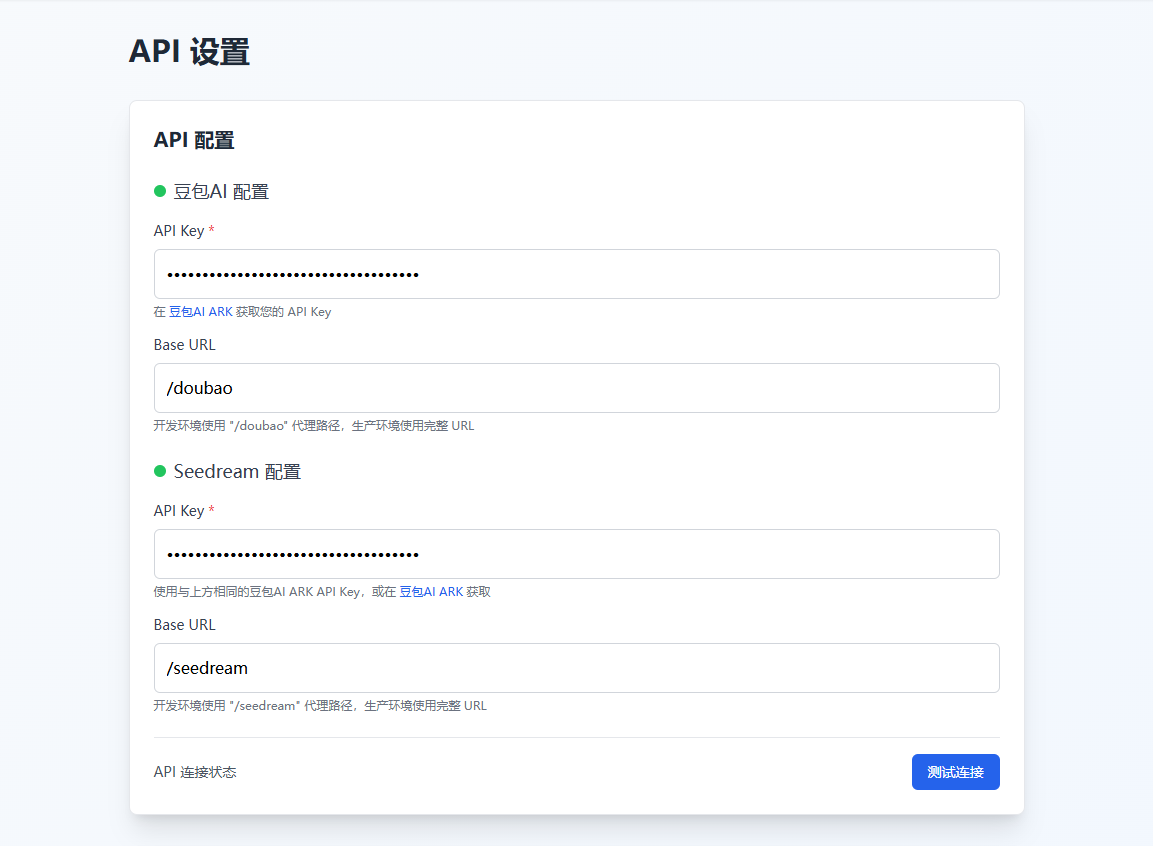 API 设置
API 配置
豆包AI 配置
API Key *
••••••••••••••••••••••••••••••••••••
在 豆包AI ARK 获取您的 API Key
Base URL
/doubao
开发环境使用 "/doubao" 代理路径，生产环境使用完整 URL
Seedream 配置
API Key *
••••••••••••••••••••••••••••••••••••
使用与上方相同的豆包AI ARK API Key，或在 豆包AI ARK 获取
Base URL
/seedream
开发环境使用 "/seedream" 代理路径，生产环境使用完整 URL
API 连接状态
测试连接